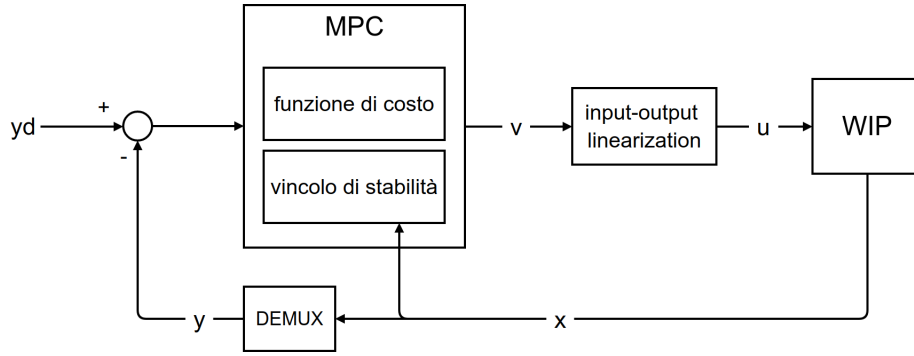 MPC
funzione di costo
vincolo di stabilità
yd
+
-
v
input-output
linearization
u
WIP
y
DEMUX
x